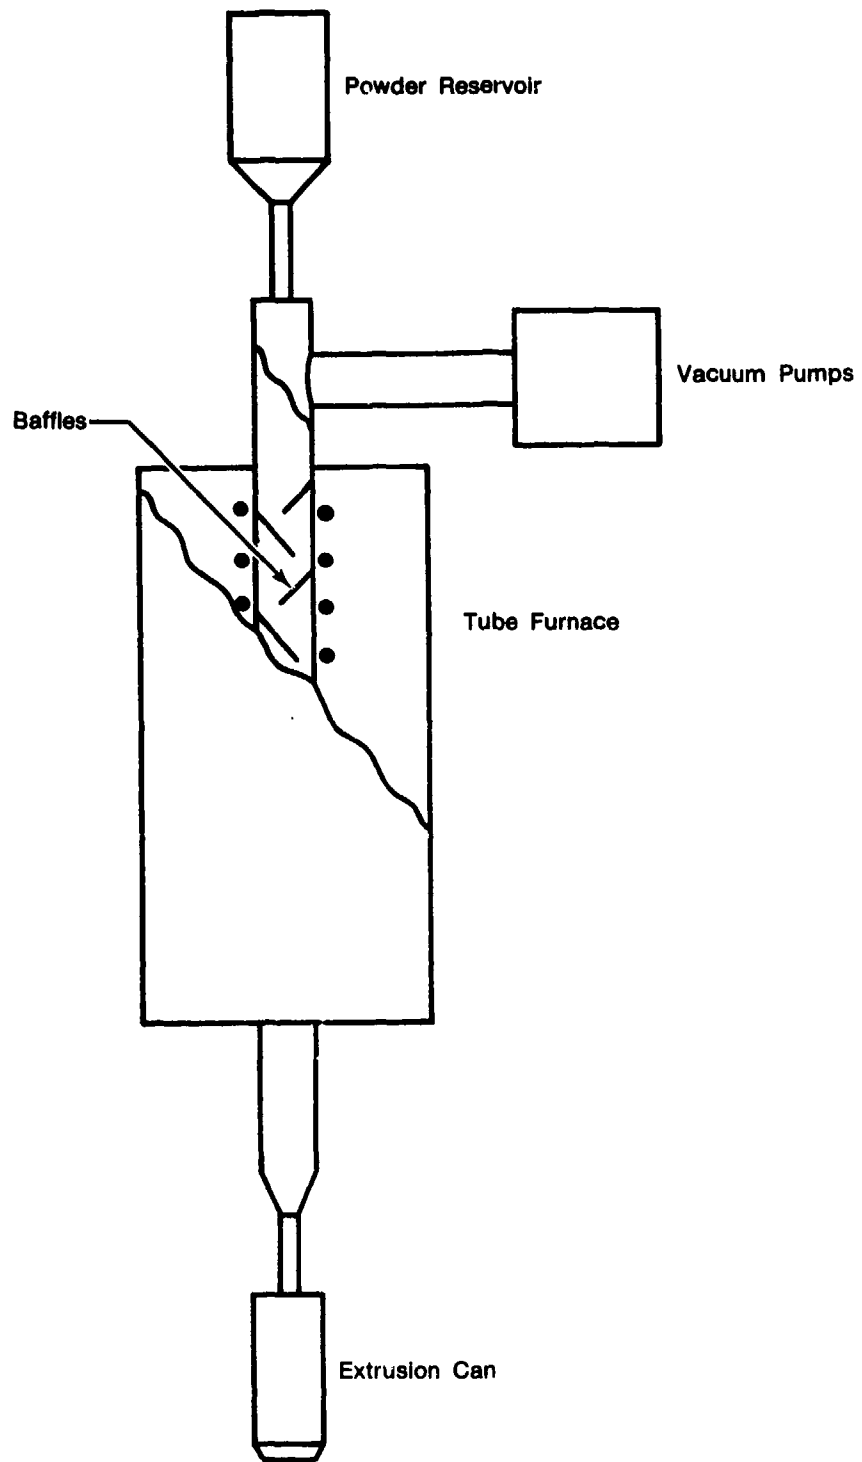 Powder Reservoir
Vacuum Pumps
Baffles
Tube Furnace
Extrusion Can